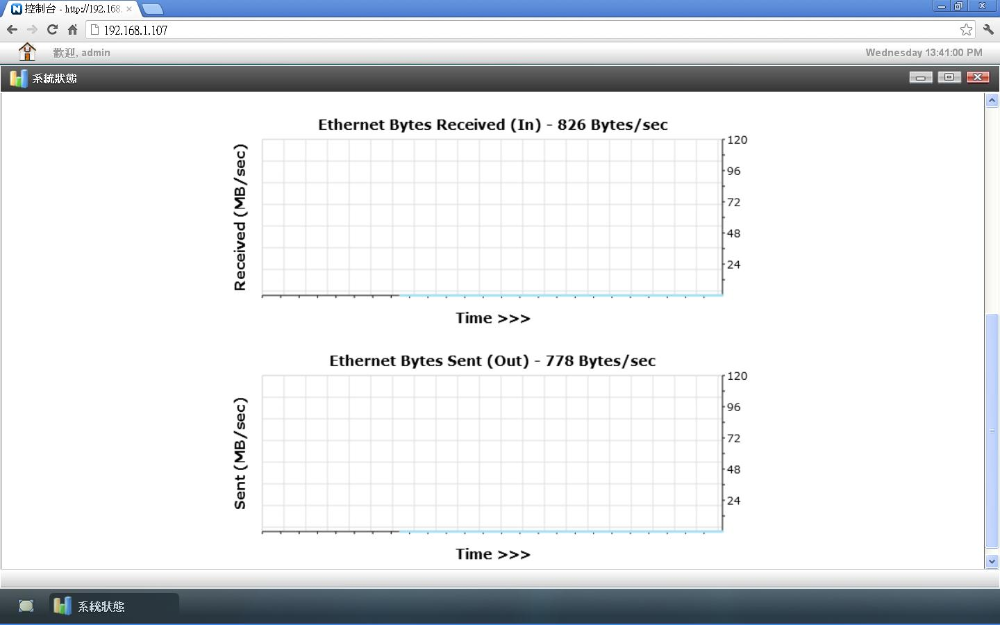 控制台 - http://192.168.
192.168.1.107
歡迎, admin
Wednesday 13:41:00 PM
系統狀態
Ethernet Bytes Received (In) - 826 Bytes/sec
Received (MB/sec)
120
96
72
48
24
Time >>>
Ethernet Bytes Sent (Out) - 778 Bytes/sec
Sent (MB/sec)
120
96
72
48
24
Time >>>
系統狀態